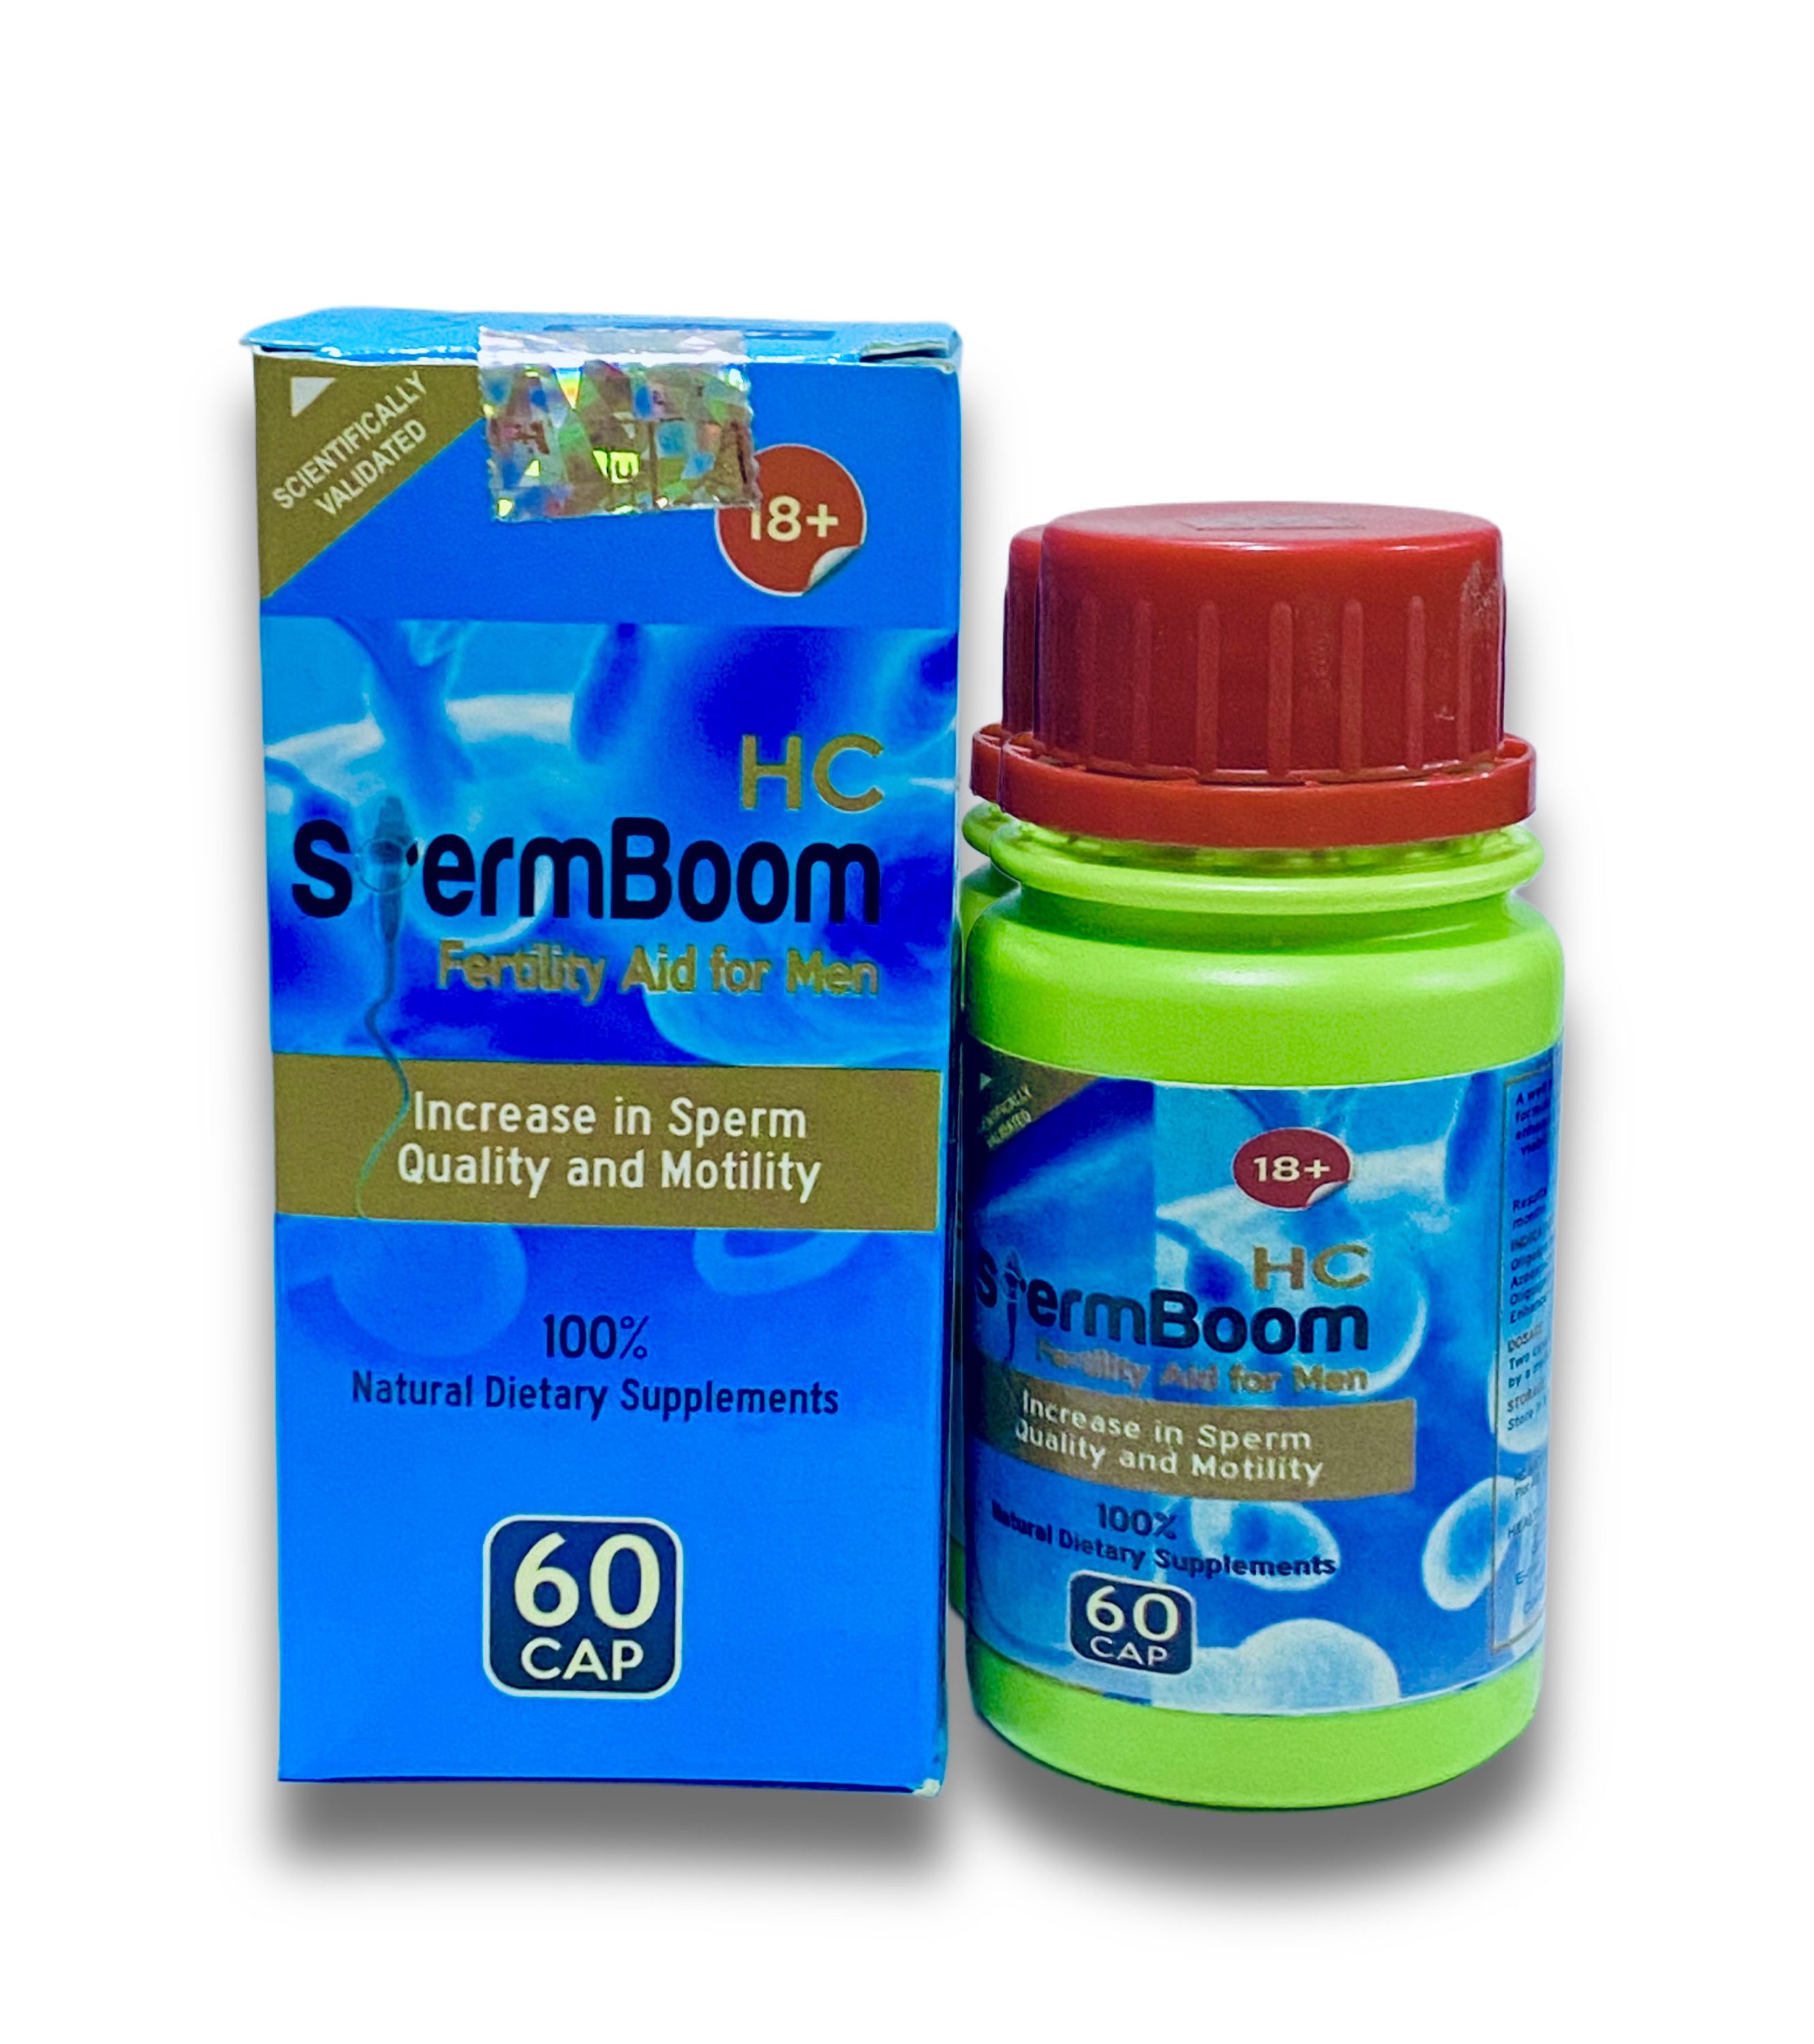 SCIENTIFICALLY
VALIDATED
18+
HC
SpermBoom
Fertility Aid for Men
Increase in Sperm
Quality and Motility
100%
Natural Dietary Supplements
60
CAP
VALIDATED
18+
HC
SpermBoom
Fertility Aid for Men
Increase in Sperm
Quality and Motility
100%
Natural Dietary Supplements
60
CAP